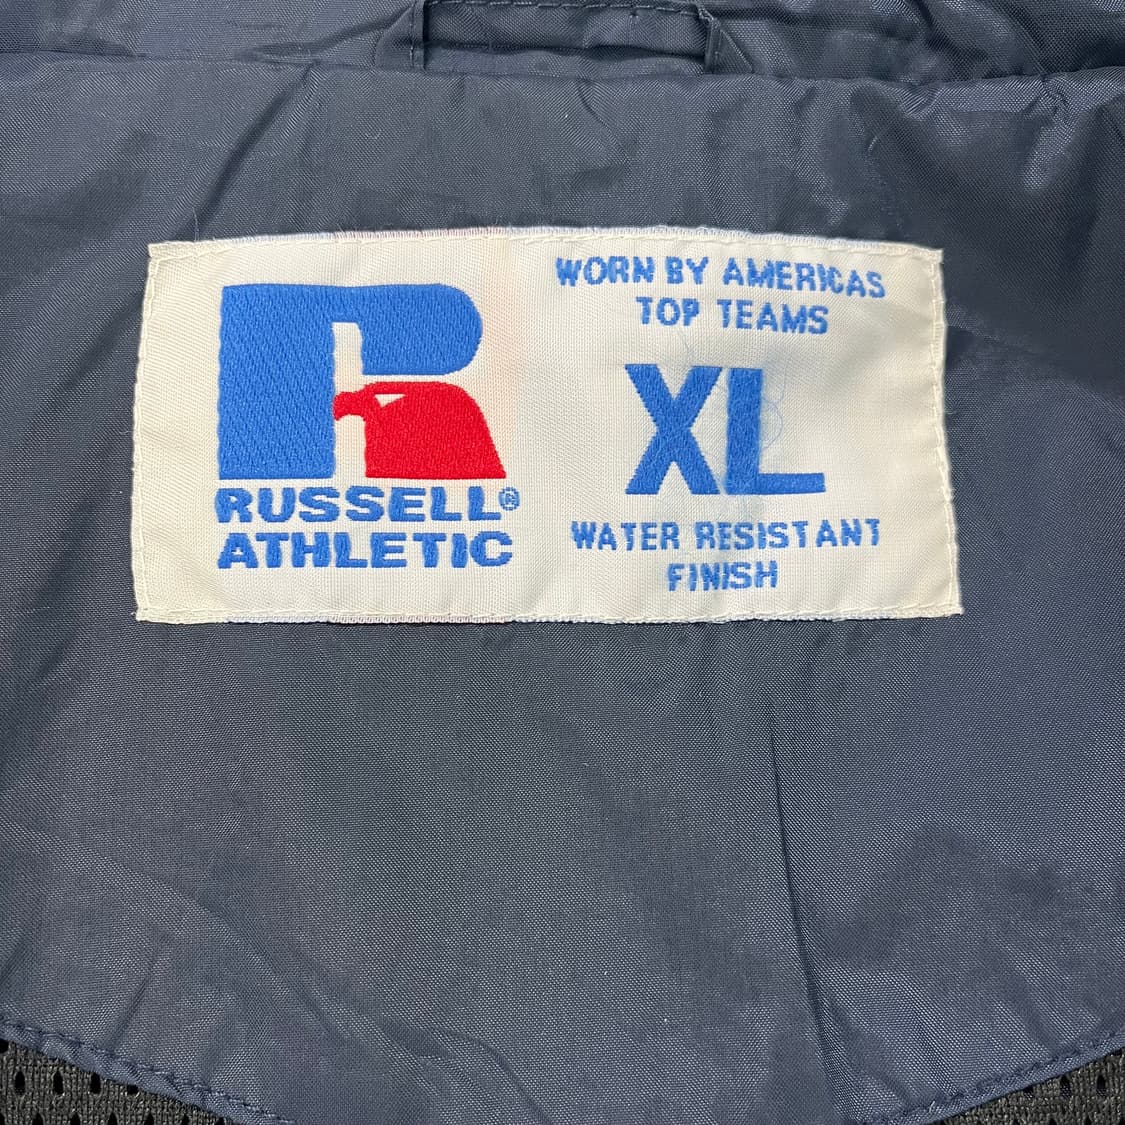 R
RUSSELL®
ATHLETIC
WORN BY AMERICAS
TOP TEAMS
XL
WATER RESISTANT
FINISH